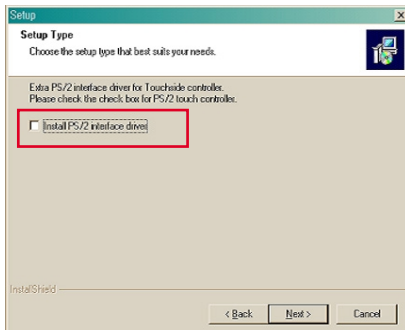 Setup
Setup Type
Choose the setup type that best suits your needs.
Extra PS/2 interface driver for Touchside controller.
Please check the check box for PS/2 touch controller.
Install PS/2 interface driver
InstallShield
< Back
Next >
Cancel